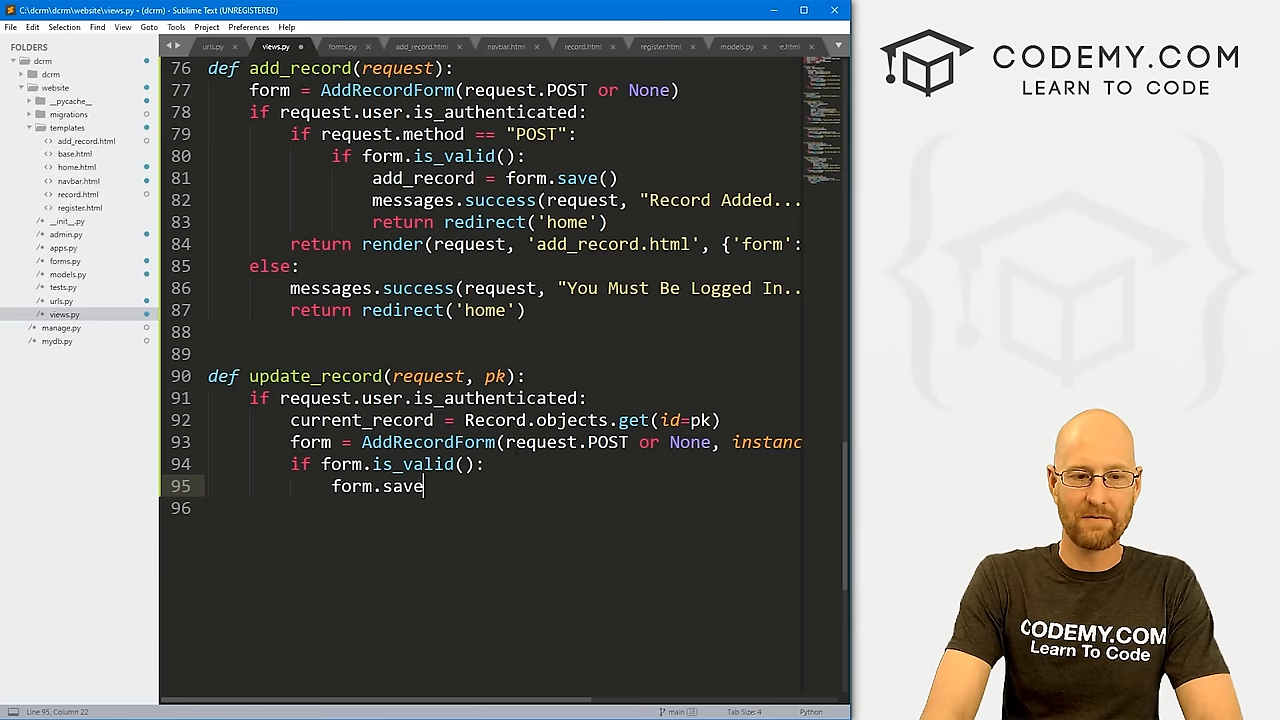 C:\dcrm\dcrm\website\views.py • (dcrm) - Sublime Text (UNREGISTERED)
File Edit Selection Find View Goto Tools Project Preferences Help
FOLDERS
dcrm
dcrm
website
__pycache__
migrations
templates
add_record.html
base.html
home.html
navbar.html
record.html
register.html
__init__.py
admin.py
apps.py
forms.py
models.py
tests.py
urls.py
views.py
manage.py
mydb.py
urls.py views.py forms.py add_record.html navbar.html record.html register.html models.py e.html
76 def add_record(request):
77 form = AddRecordForm(request.POST or None)
78 if request.user.is_authenticated:
79 if request.method == "POST":
80 if form.is_valid():
81 add_record = form.save()
82 messages.success(request, "Record Added...
83 return redirect('home')
84 return render(request, 'add_record.html', {'form':
85 else:
86 messages.success(request, "You Must Be Logged In..
87 return redirect('home')
88
89
90 def update_record(request, pk):
91 if request.user.is_authenticated:
92 current_record = Record.objects.get(id=pk)
93 form = AddRecordForm(request.POST or None, instanc
94 if form.is_valid():
95 form.save
96
Line 95, Column 22
main 16
Tab Size: 4
Python
CODEMY.COM
LEARN TO CODE
CODEMY.COM
Learn To Code